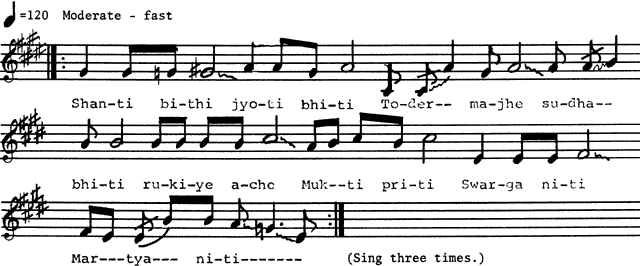 =120 Moderate - fast
Shan-ti bi-thi jyo-ti bhi-ti To-der-- ma-jhe su-dha--
bhi-ti ru-ki-ye a-chc Muk--ti pri-ti Swar-ga ni-ti
Mar---tya--- ni-ti------- (Sing three times.)